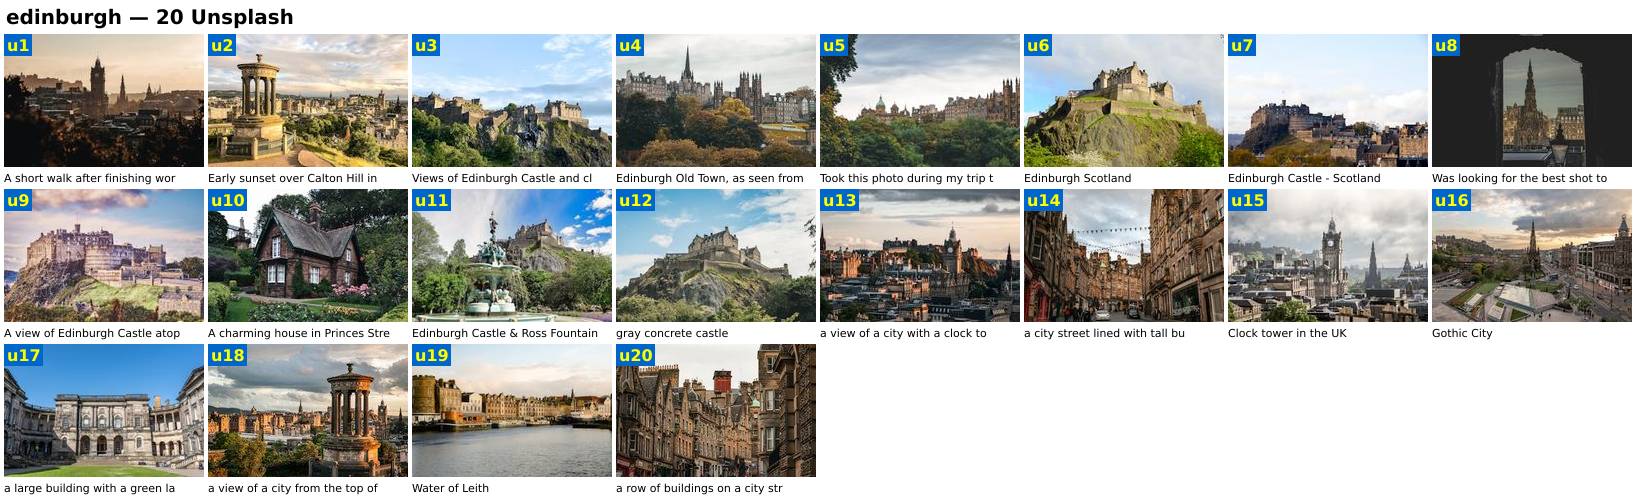 edinburgh — 20 Unsplash
u1
u2
u3
u4
u5
u6
u7
u8
A short walk after finishing wor
Early sunset over Calton Hill in
Views of Edinburgh Castle and cl
Edinburgh Old Town, as seen from
Took this photo during my trip t
Edinburgh Scotland
Edinburgh Castle - Scotland
Was looking for the best shot to
u9
u10
u11
u12
u13
u14
u15
u16
A view of Edinburgh Castle atop
A charming house in Princes Stre
Edinburgh Castle & Ross Fountain
gray concrete castle
a view of a city with a clock to
a city street lined with tall bu
Clock tower in the UK
Gothic City
u17
u18
u19
u20
a large building with a green la
a view of a city from the top of
Water of Leith
a row of buildings on a city str